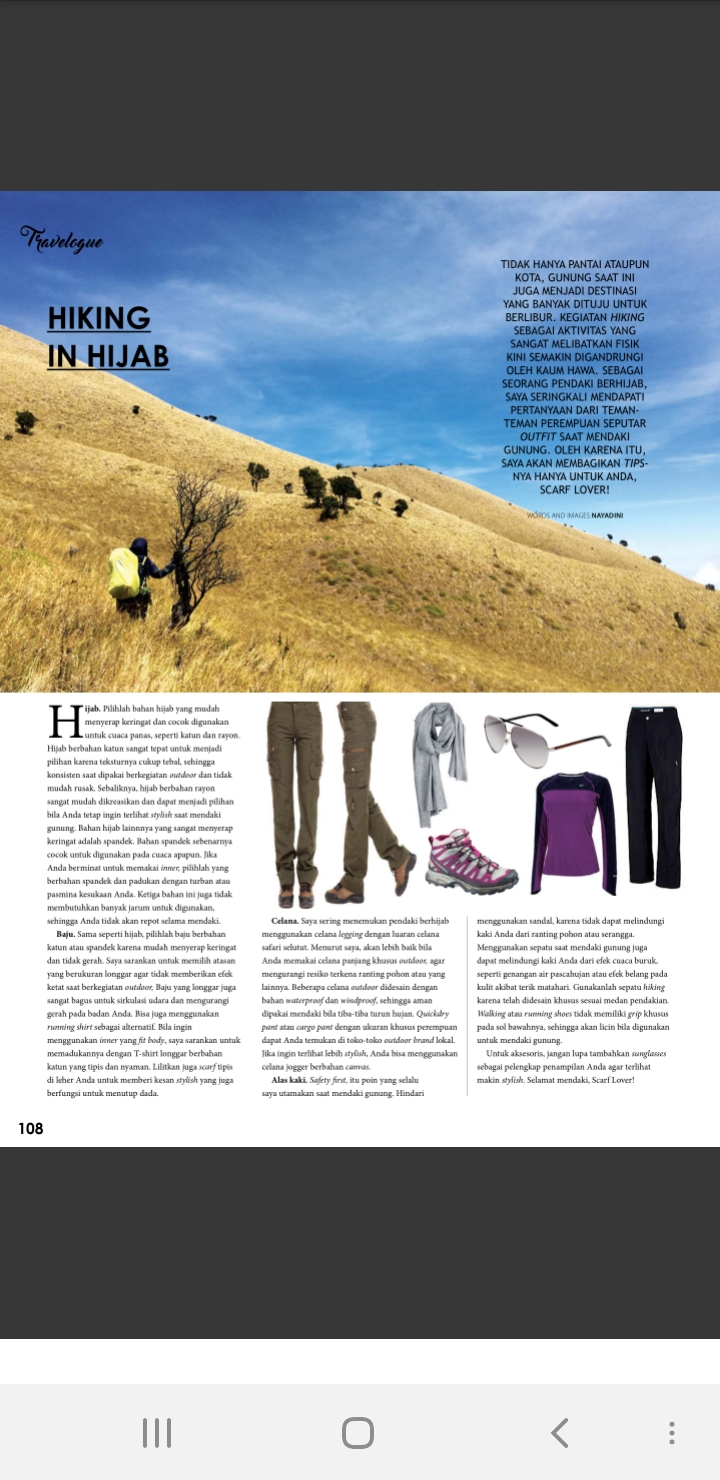 Travelogue
HIKING
IN HIJAB
TIDAK HANYA PANTAI ATAUPUN
KOTA, GUNUNG SAAT INI
JUGA MENJADI DESTINASI
YANG BANYAK DITUJU UNTUK
BERLIBUR. KEGIATAN HIKING
SEBAGAI AKTIVITAS YANG
SANGAT MELIBATKAN FISIK
KINI SEMAKIN DIGANDRUNGI
OLEH KAUM HAWA. SEBAGAI
SEORANG PENDAKI BERHIJAB,
SAYA SERINGKALI MENDAPATI
PERTANYAAN DARI TEMAN-
TEMAN PEREMPUAN SEPUTAR
OUTFIT SAAT MENDAKI
GUNUNG. OLEH KARENA ITU,
SAYA AKAN MEMBAGIKAN TIPS-
NYA HANYA UNTUK ANDA,
SCARF LOVER!
WORDS AND IMAGES NAYADINI
Hijab. Pilihlah bahan hijab yang mudah
menyerap keringat dan cocok digunakan
untuk cuaca panas, seperti katun dan rayon.
Hijab berbahan katun sangat tepat untuk menjadi
pilihan karena teksturnya cukup tebal, sehingga
konsisten saat dipakai berkegiatan outdoor dan tidak
mudah rusak. Sebaliknya, hijab berbahan rayon
sangat mudah dikreasikan dan dapat menjadi pilihan
bila Anda tetap ingin terlihat stylish saat mendaki
gunung. Bahan hijab lainnnya yang sangat menyerap
keringat adalah spandek. Bahan spandek sebenarnya
cocok untuk digunakan pada cuaca apapun. Jika
Anda berminat untuk memakai inner, pilihlah yang
berbahan spandek dan padukan dengan turban atau
pasmina kesukaan Anda. Ketiga bahan ini juga tidak
membutuhkan banyak jarum untuk digunakan,
sehingga Anda tidak akan repot selama mendaki.
Baju. Sama seperti hijab, pilihlah baju berbahan
katun atau spandek karena mudah menyerap keringat
dan tidak gerah. Saya sarankan untuk memilih atasan
yang berukuran longgar agar tidak memberikan efek
ketat saat berkegiatan outdoor, Baju yang longgar juga
sangat bagus untuk sirkulasi udara dan mengurangi
gerah pada badan Anda. Bisa juga menggunakan
running shirt sebagai alternatif. Bila ingin
menggunakan inner yang fit body, saya sarankan untuk
memadukannya dengan T-shirt longgar berbahan
katun yang tipis dan nyaman. Lilitkan juga scarf tipis
di leher Anda untuk memberi kesan stylish yang juga
berfungsi untuk menutup dada.
Celana. Saya sering menemukan pendaki berhijab
menggunakan celana legging dengan luaran celana
safari selutut. Menurut saya, akan lebih baik bila
Anda memakai celana panjang khusus outdoor, agar
mengurangi resiko terkena ranting pohon atau yang
lainnya. Beberapa celana outdoor didesain dengan
bahan waterproof dan windproof, sehingga aman
dipakai mendaki bila tiba-tiba turun hujan. Quickdry
pant atau cargo pant dengan ukuran khusus perempuan
dapat Anda temukan di toko-toko outdoor brand lokal.
Jika ingin terlihat lebih stylish, Anda bisa menggunakan
celana jogger berbahan canvas.
Alas kaki. Safety first, itu poin yang selalu
saya utamakan saat mendaki gunung. Hindari
menggunakan sandal, karena tidak dapat melindungi
kaki Anda dari ranting pohon atau serangga.
Menggunakan sepatu saat mendaki gunung juga
dapat melindungi kaki Anda dari efek cuaca buruk,
seperti genangan air pascahujan atau efek belang pada
kulit akibat terik matahari. Gunakanlah sepatu hiking
karena telah didesain khusus sesuai medan pendakian.
Walking atau running shoes tidak memiliki grip khusus
pada sol bawahnya, sehingga akan licin bila digunakan
untuk mendaki gunung.
Untuk aksesoris, jangan lupa tambahkan sunglasses
sebagai pelengkap penampilan Anda agar terlihat
makin stylish. Selamat mendaki, Scarf Lover!
108